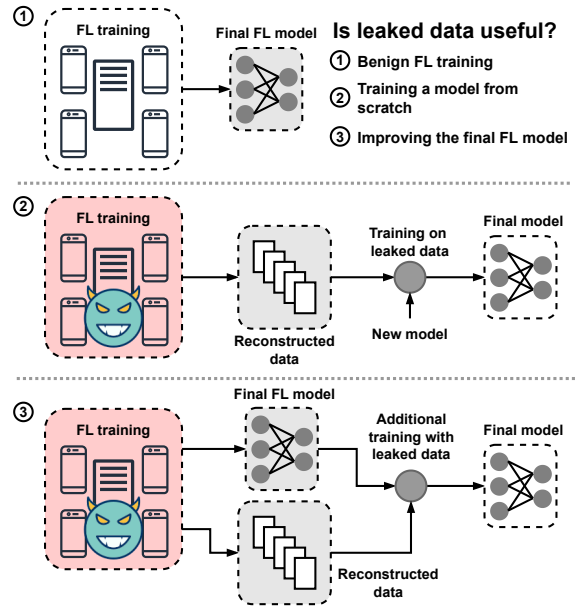 1
FL training
Final FL model
Is leaked data useful?
1 Benign FL training
2 Training a model from
scratch
3 Improving the final FL model
2
FL training
Reconstructed
data
Training on
leaked data
New model
Final model
3
FL training
Final FL model
Reconstructed
data
Additional
training with
leaked data
Final model